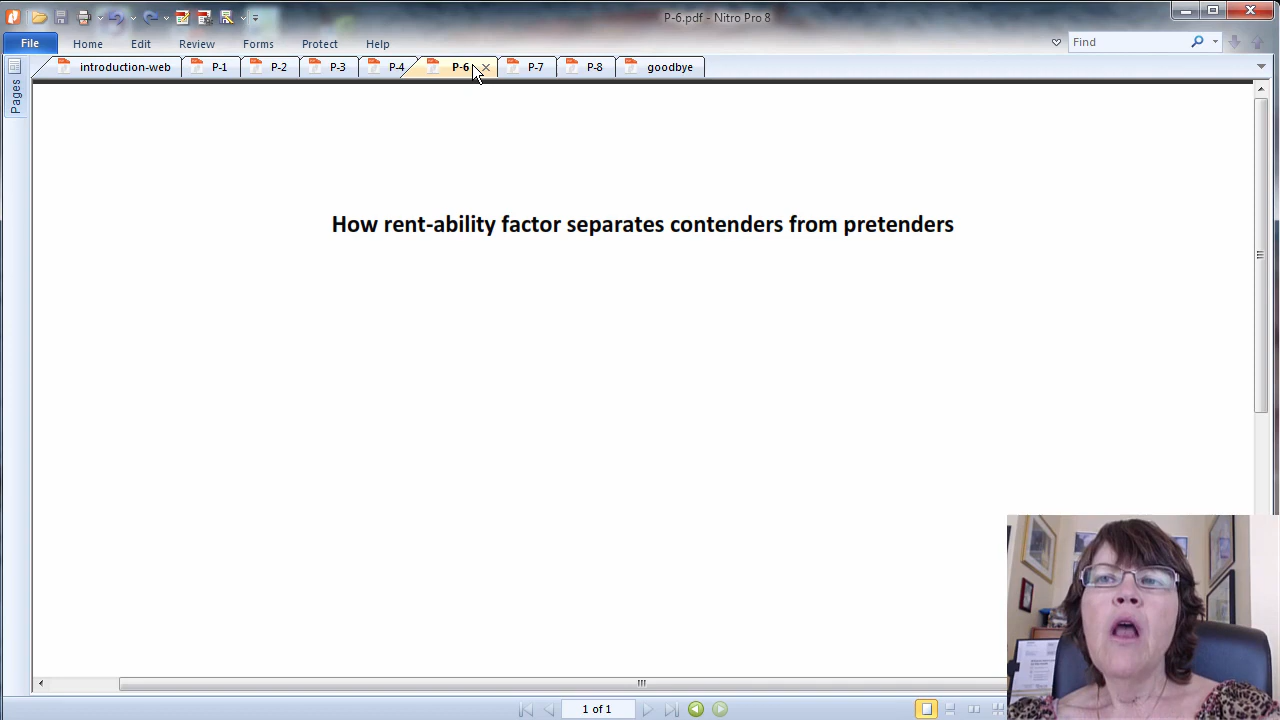 P-6.pdf - Nitro Pro 8
File Home Edit Review Forms Protect Help Find
introduction-web P-1 P-2 P-3 P-4 P-6 P-7 P-8 goodbye
Pages
How rent-ability factor separates contenders from pretenders
1 of 1